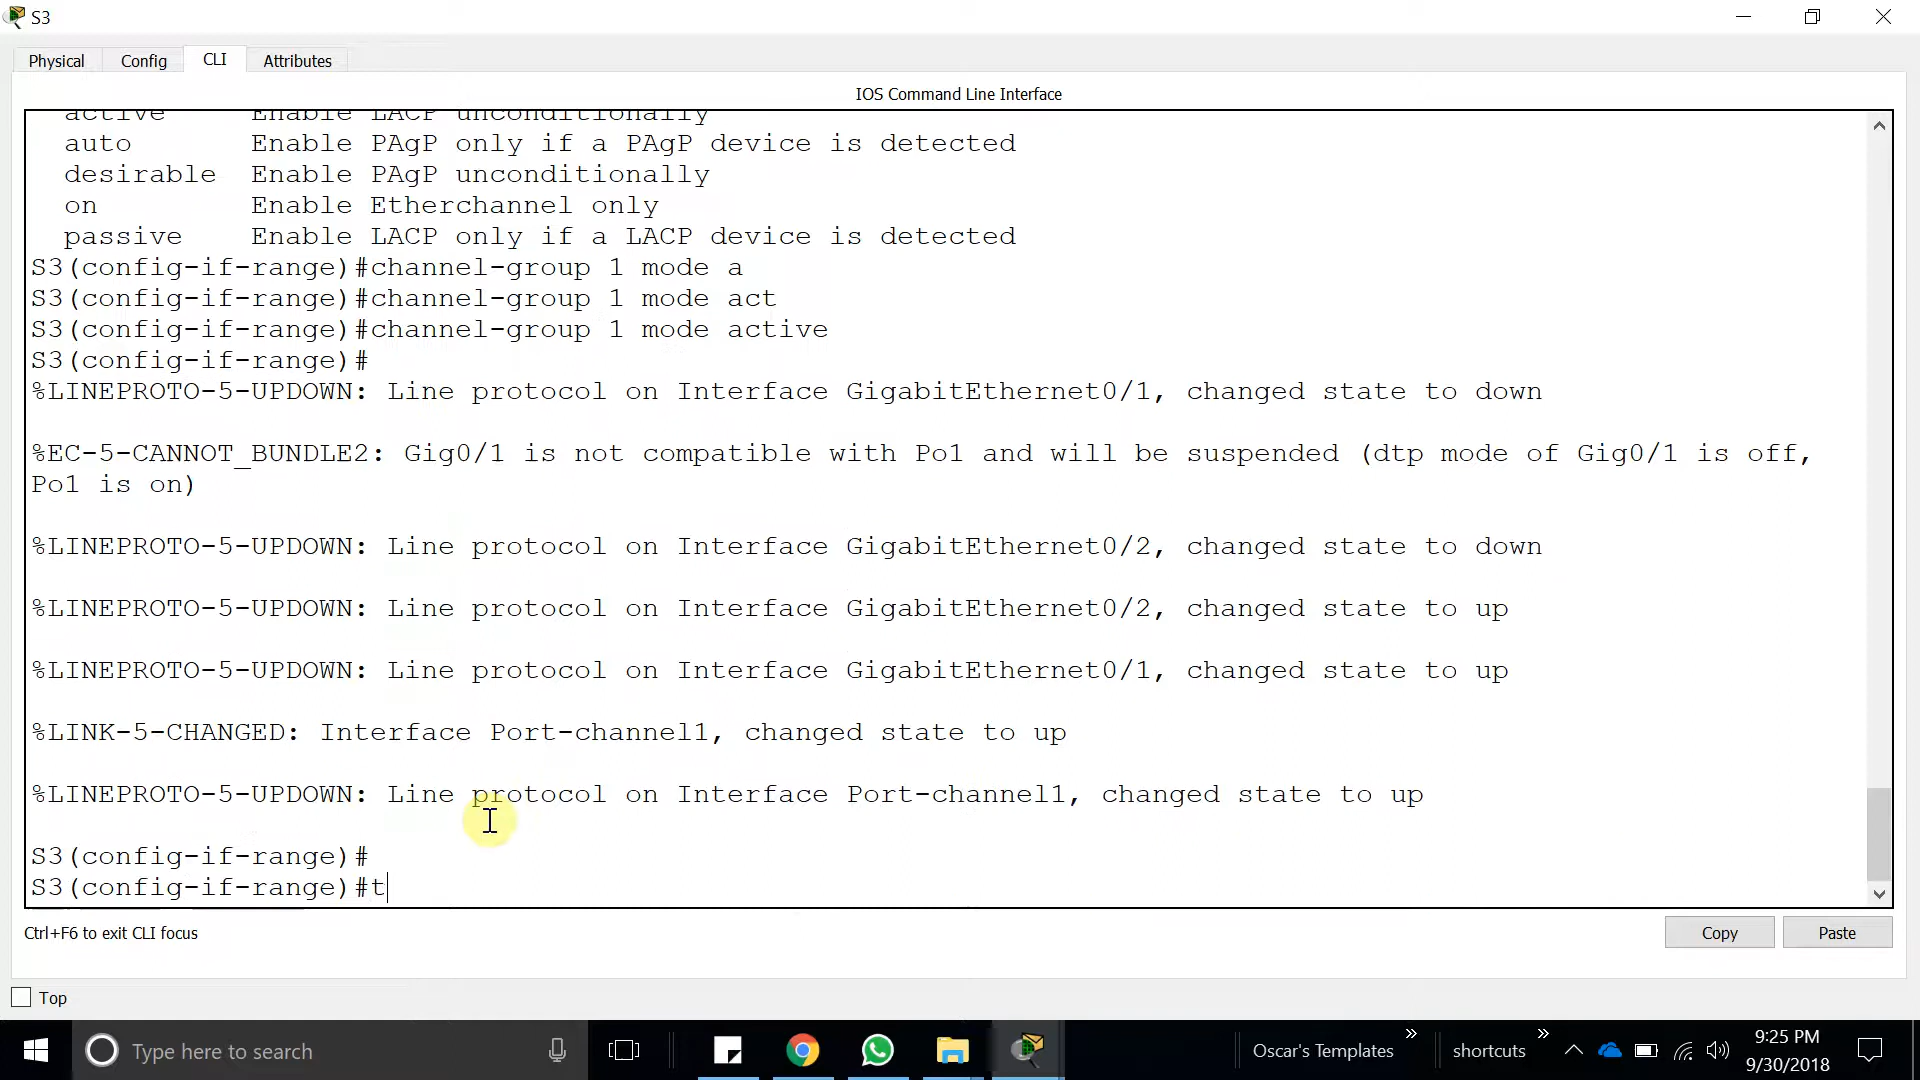 S3
Physical
Config
CLI
Attributes
IOS Command Line Interface
active Enable LACP unconditionally
auto Enable PAgP only if a PAgP device is detected
desirable Enable PAgP unconditionally
on Enable Etherchannel only
passive Enable LACP only if a LACP device is detected
S3(config-if-range)#channel-group 1 mode a
S3(config-if-range)#channel-group 1 mode act
S3(config-if-range)#channel-group 1 mode active
S3(config-if-range)#
%LINEPROTO-5-UPDOWN: Line protocol on Interface GigabitEthernet0/1, changed state to down
%EC-5-CANNOT_BUNDLE2: Gig0/1 is not compatible with Po1 and will be suspended (dtp mode of Gig0/1 is off,
Po1 is on)
%LINEPROTO-5-UPDOWN: Line protocol on Interface GigabitEthernet0/2, changed state to down
%LINEPROTO-5-UPDOWN: Line protocol on Interface GigabitEthernet0/2, changed state to up
%LINEPROTO-5-UPDOWN: Line protocol on Interface GigabitEthernet0/1, changed state to up
%LINK-5-CHANGED: Interface Port-channel1, changed state to up
%LINEPROTO-5-UPDOWN: Line protocol on Interface Port-channel1, changed state to up
S3(config-if-range)#
S3(config-if-range)#t
Ctrl+F6 to exit CLI focus
Copy
Paste
Top
Type here to search
Oscar's Templates
shortcuts
9:25 PM
9/30/2018